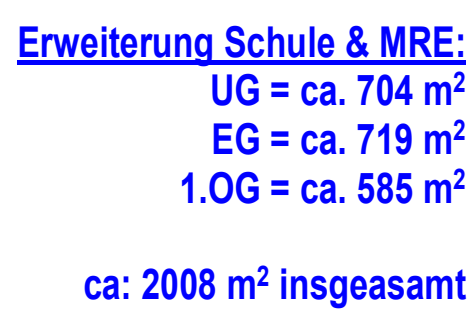 Erweiterung Schule & MRE:
UG = ca. 704 m²
EG = ca. 719 m²
1.OG = ca. 585 m²
ca: 2008 m² insgeasamt